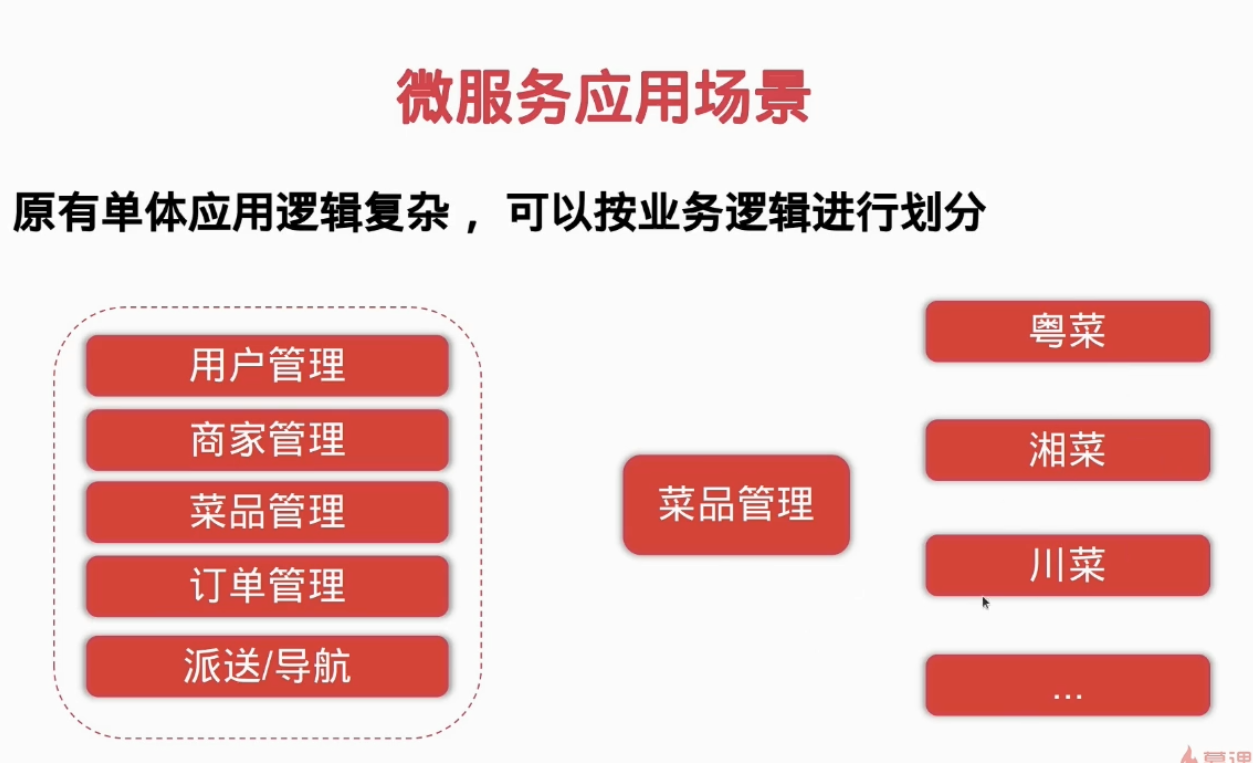 微服务应用场景
原有单体应用逻辑复杂，可以按业务逻辑进行划分
用户管理
商家管理
菜品管理
订单管理
派送/导航
菜品管理
粤菜
湘菜
川菜
...